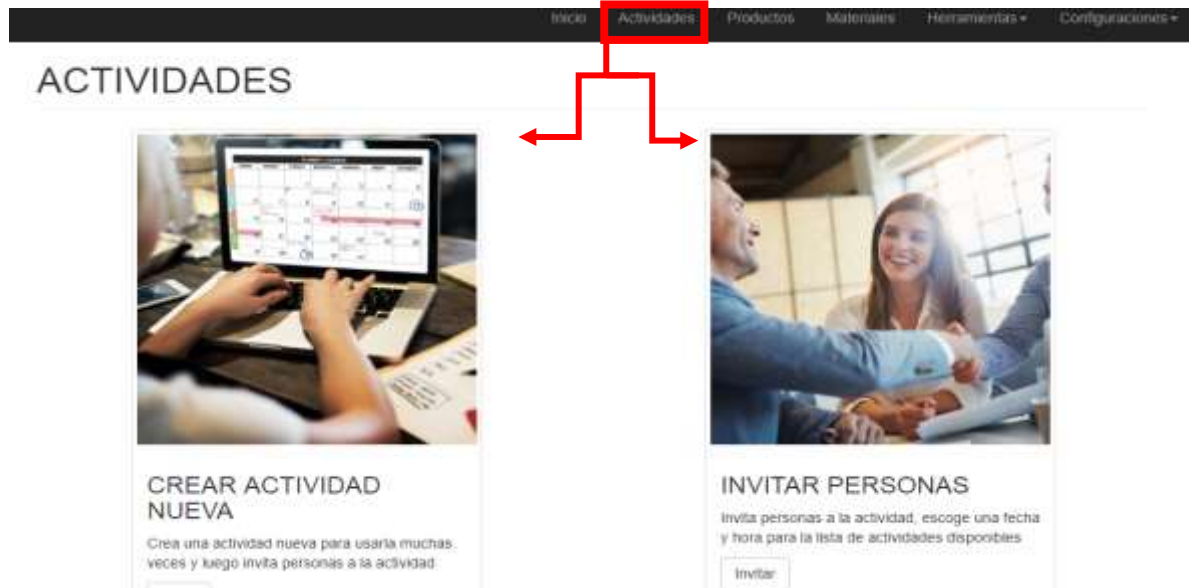 Inicio Actividades Productos Materiales Herramientas Configuraciones
ACTIVIDADES
CREAR ACTIVIDAD
NUEVA
Crea una actividad nueva para usarla muchas
veces y luego invita personas a la actividad
INVITAR PERSONAS
Invita personas a la actividad, escoge una fecha
y hora para la lista de actividades disponibles
Invitar